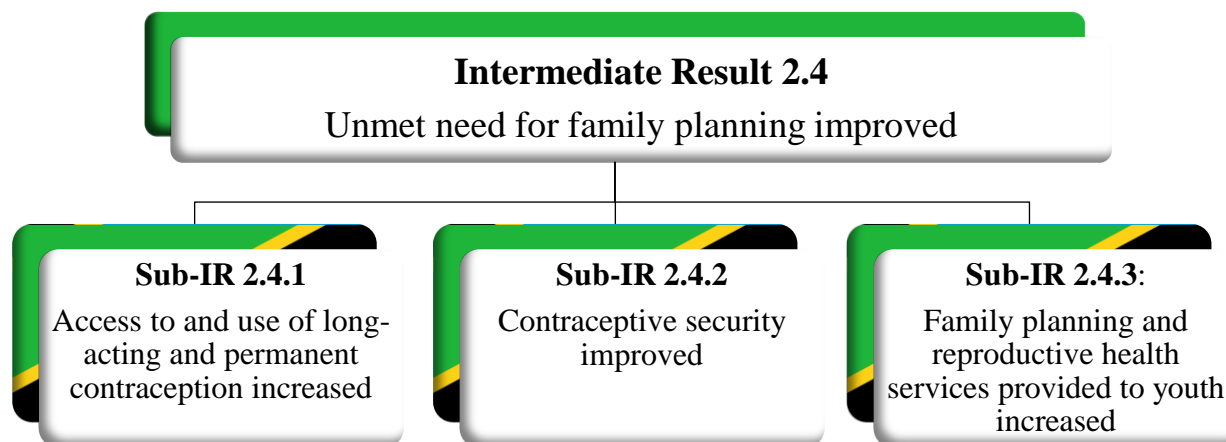 Intermediate Result 2.4
Unmet need for family planning improved
Sub-IR 2.4.1
Access to and use of long-
acting and permanent
contraception increased
Sub-IR 2.4.2
Contraceptive security
improved
Sub-IR 2.4.3:
Family planning and
reproductive health
services provided to youth
increased